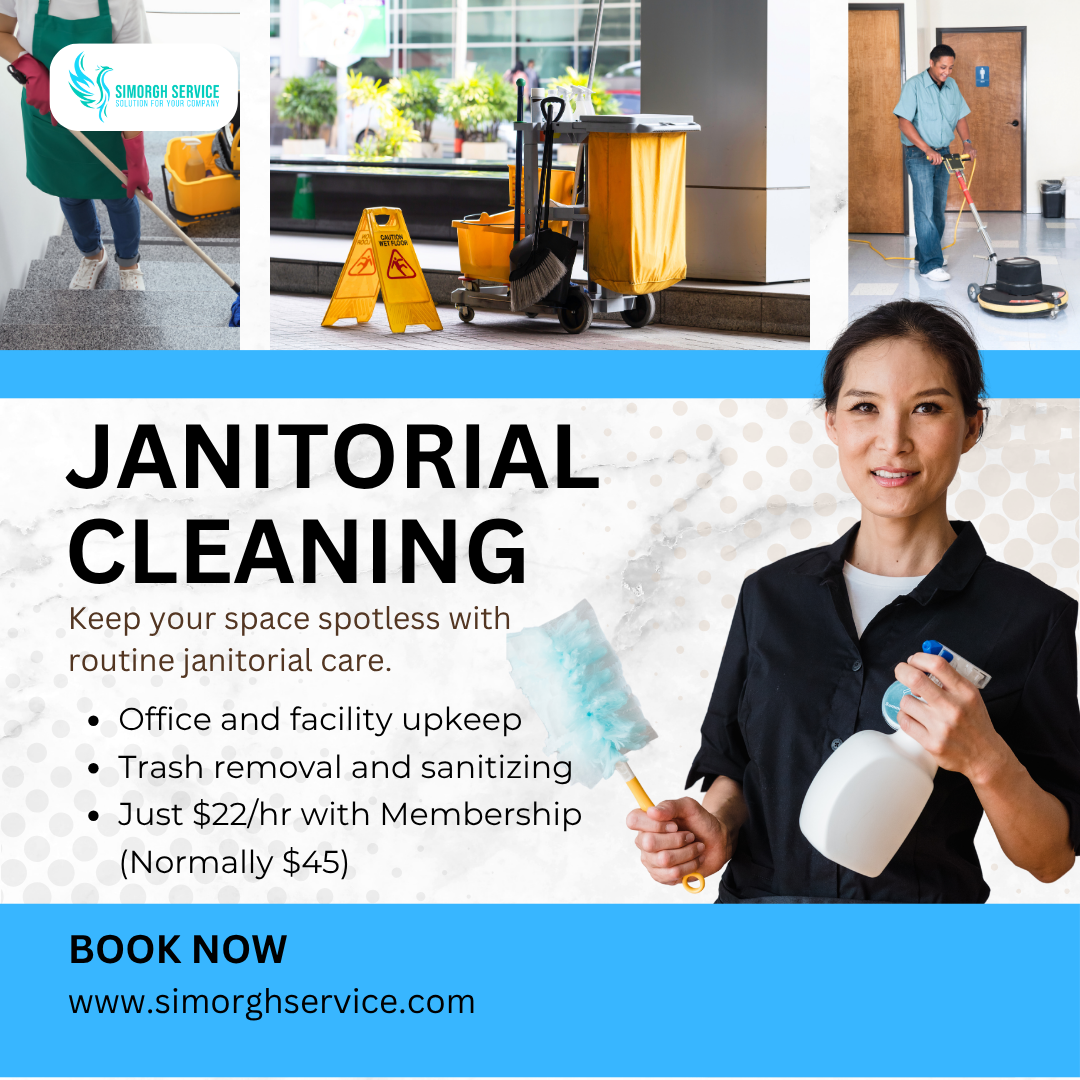 SIMORGH SERVICE
SOLUTION FOR YOUR COMPANY
CAUTION
WET FLOOR
JANITORIAL
CLEANING
Keep your space spotless with
routine janitorial care.
• Office and facility upkeep
• Trash removal and sanitizing
• Just $22/hr with Membership
(Normally $45)
BOOK NOW
www.simorghservice.com